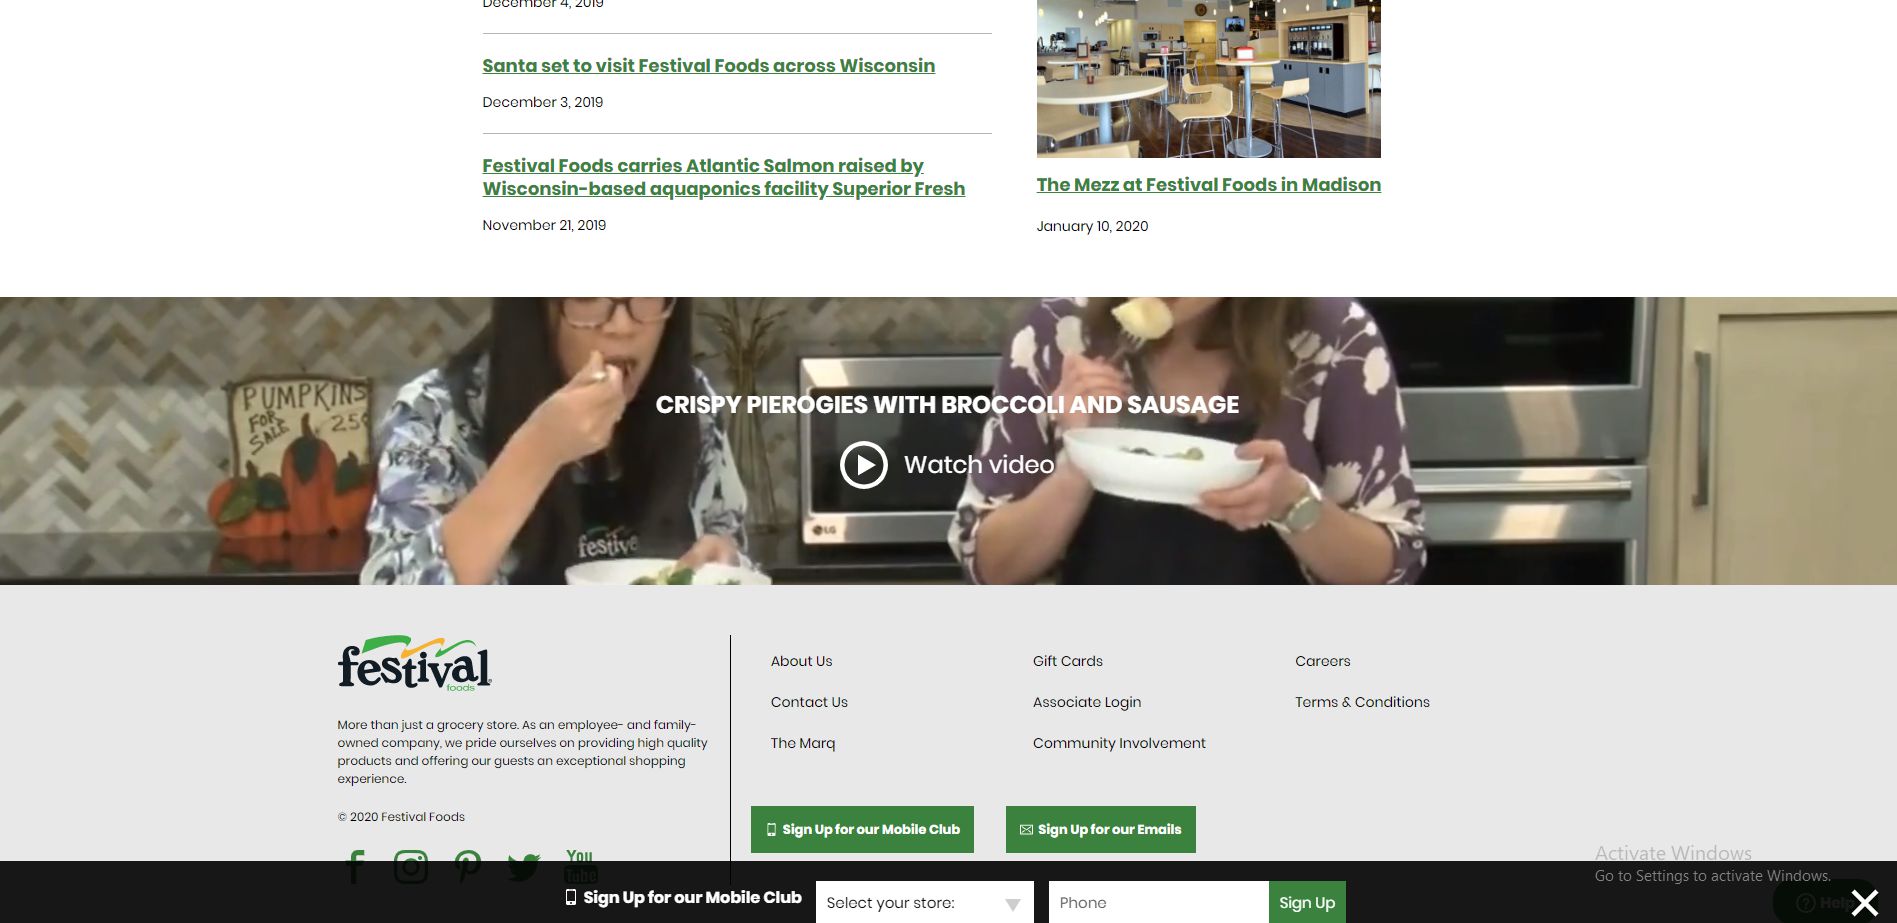 December 4, 2019
Santa set to visit Festival Foods across Wisconsin
December 3, 2019
Festival Foods carries Atlantic Salmon raised by
Wisconsin-based aquaponics facility Superior Fresh
November 21, 2019
The Mezz at Festival Foods in Madison
January 10, 2020
PUMPKINS
FOR
SALE
25¢
CRISPY PIEROGIES WITH BROCCOLI AND SAUSAGE
Watch video
LG
festive
festival
foods
More than just a grocery store. As an employee- and family-
owned company, we pride ourselves on providing high quality
products and offering our guests an exceptional shopping
experience.
© 2020 Festival Foods
You
Tube
About Us
Contact Us
The Marq
Gift Cards
Associate Login
Community Involvement
Careers
Terms & Conditions
Sign Up for our Mobile Club
Sign Up for our Emails
Activate Windows
Go to Settings to activate Windows.
Sign Up for our Mobile Club
Select your store:
Phone
Sign Up
Help